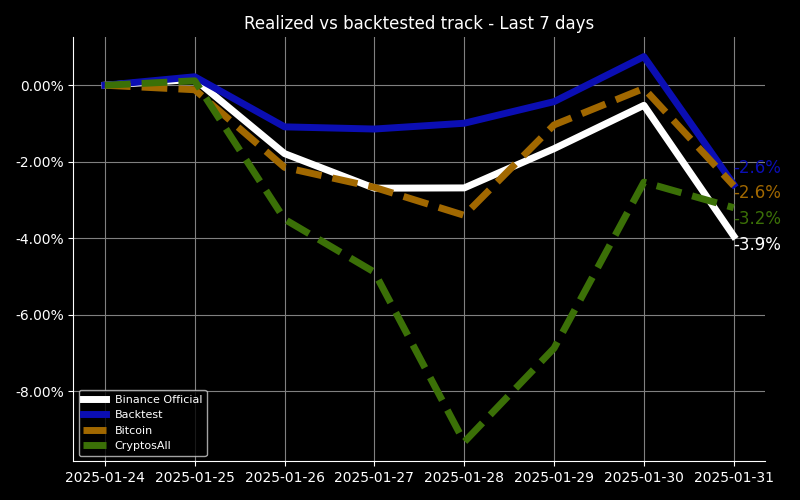 Realized vs backtested track - Last 7 days
0.00%
-2.00%
-4.00%
-6.00%
-8.00%
-2.6%
-2.6%
-3.2%
-3.9%
Binance Official
Backtest
Bitcoin
CryptosAll
2025-01-24 2025-01-25 2025-01-26 2025-01-27 2025-01-28 2025-01-29 2025-01-30 2025-01-31